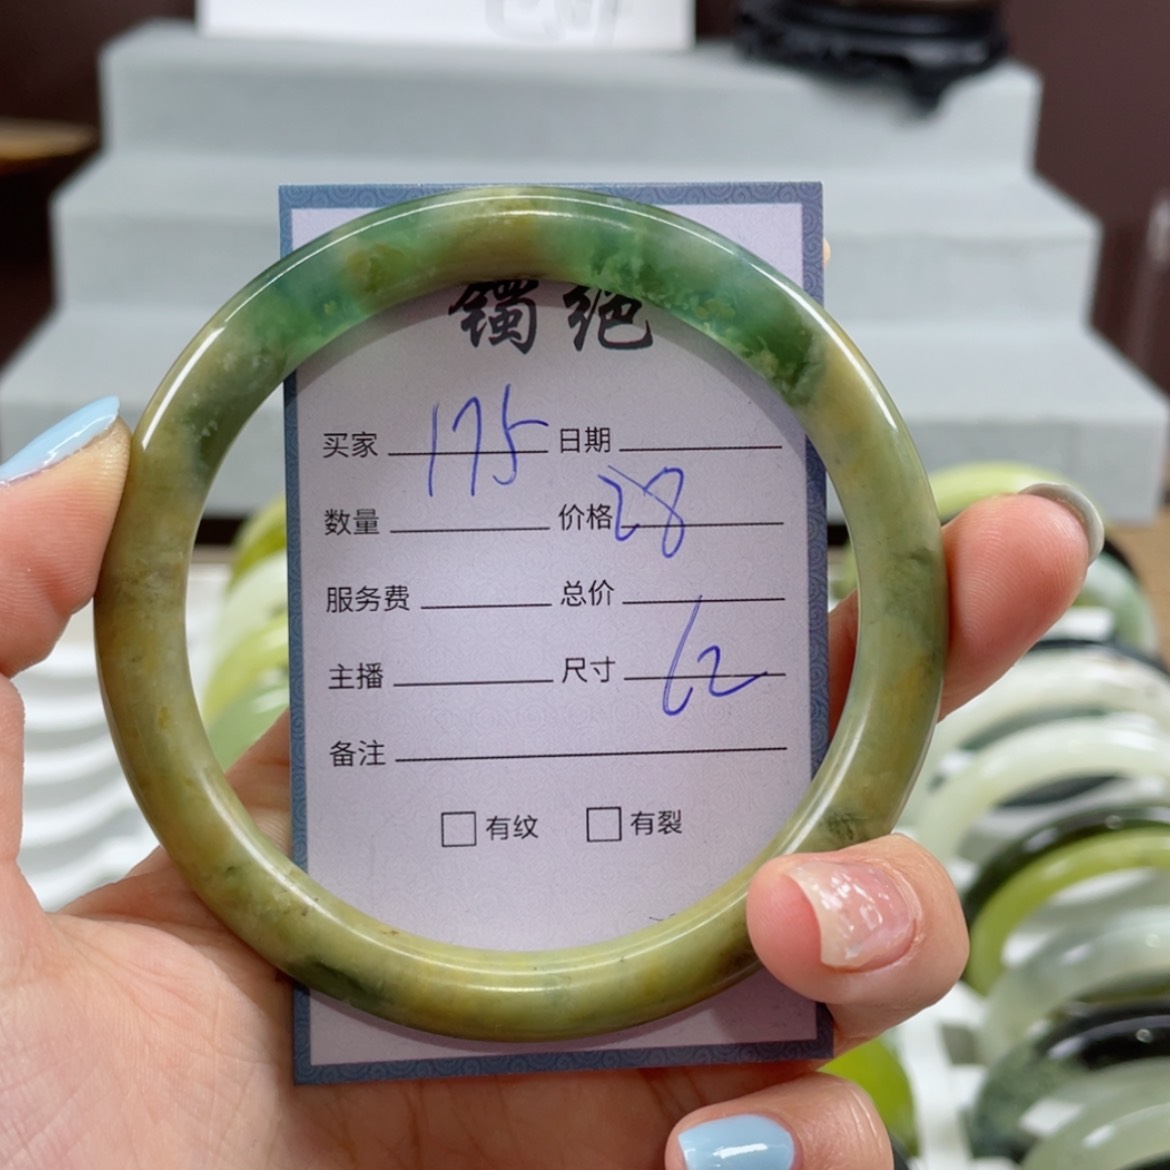 镯绝
买家 175 日期
数量 价格 28
服务费 总价
主播 尺寸 62
备注
有纹 有裂